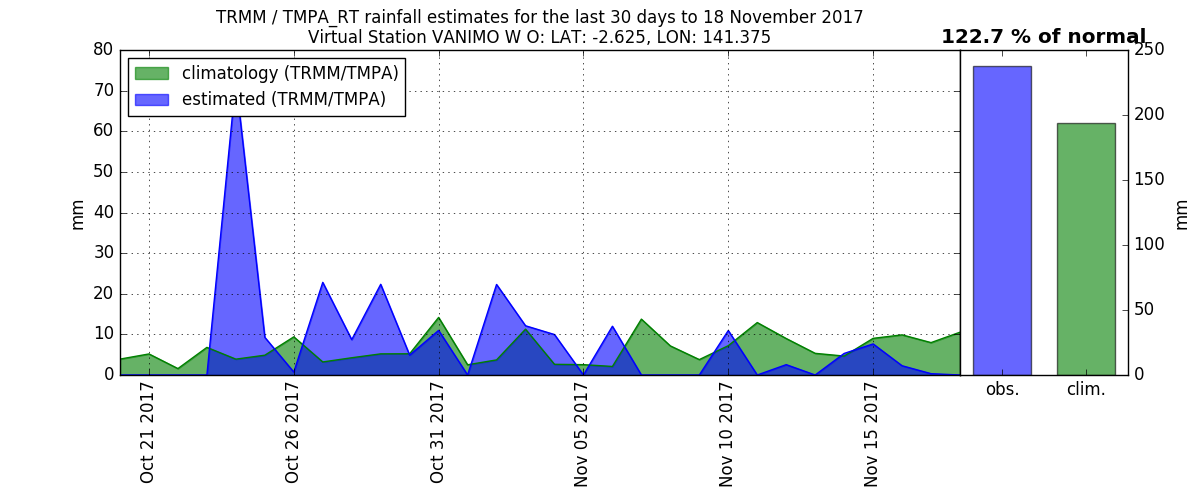 TRMM / TMPA_RT rainfall estimates for the last 30 days to 18 November 2017
Virtual Station VANIMO W O: LAT: -2.625, LON: 141.375
122.7 % of normal
climatology (TRMM/TMPA)
estimated (TRMM/TMPA)
mm
80
70
60
50
40
30
20
10
0
Oct 21 2017
Oct 26 2017
Oct 31 2017
Nov 05 2017
Nov 10 2017
Nov 15 2017
obs.
clim.
250
200
150
100
50
0
mm